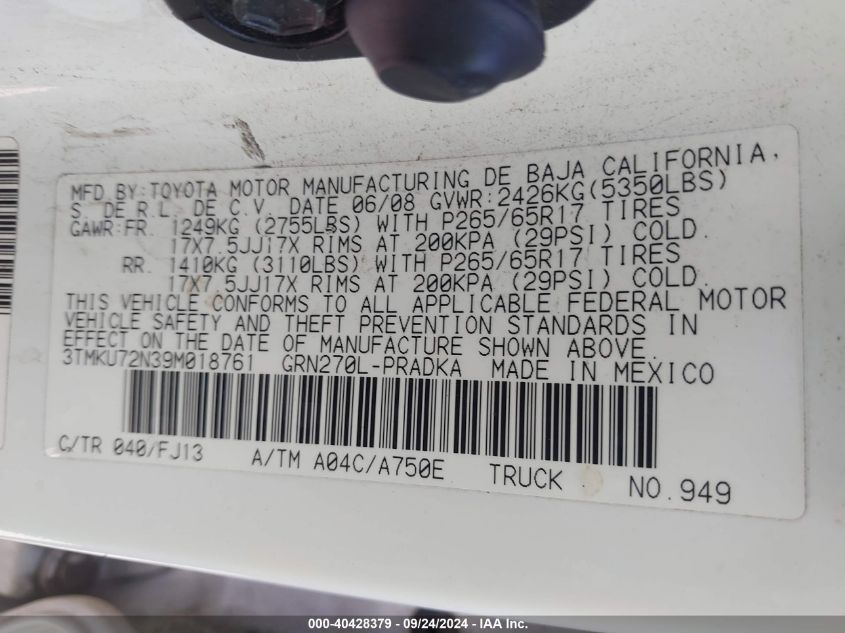 MFD BY:TOYOTA MOTOR MANUFACTURING DE BAJA CALIFORNIA,
S. DE R.L. DE C.V. DATE 06/08 GVWR:2426KG(5350LBS)
GAWR:FR. 1249KG (2755LBS) WITH P265/65R17 TIRES
17X7.5JJ17X RIMS AT 200KPA (29PSI) COLD.
RR. 1410KG (3110LBS) WITH P265/65R17 TIRES
17X7.5JJ17X RIMS AT 200KPA (29PSI) COLD.
THIS VEHICLE CONFORMS TO ALL APPLICABLE FEDERAL MOTOR
VEHICLE SAFETY AND THEFT PREVENTION STANDARDS IN
EFFECT ON THE DATE OF MANUFACTURE SHOWN ABOVE.
3TMKU72N39M018761 GRN270L-PRADKA MADE IN MEXICO
C/TR 040/FJ13 A/TM A04C/A750E TRUCK NO.949
000-40428379 - 09/24/2024 - IAA Inc.